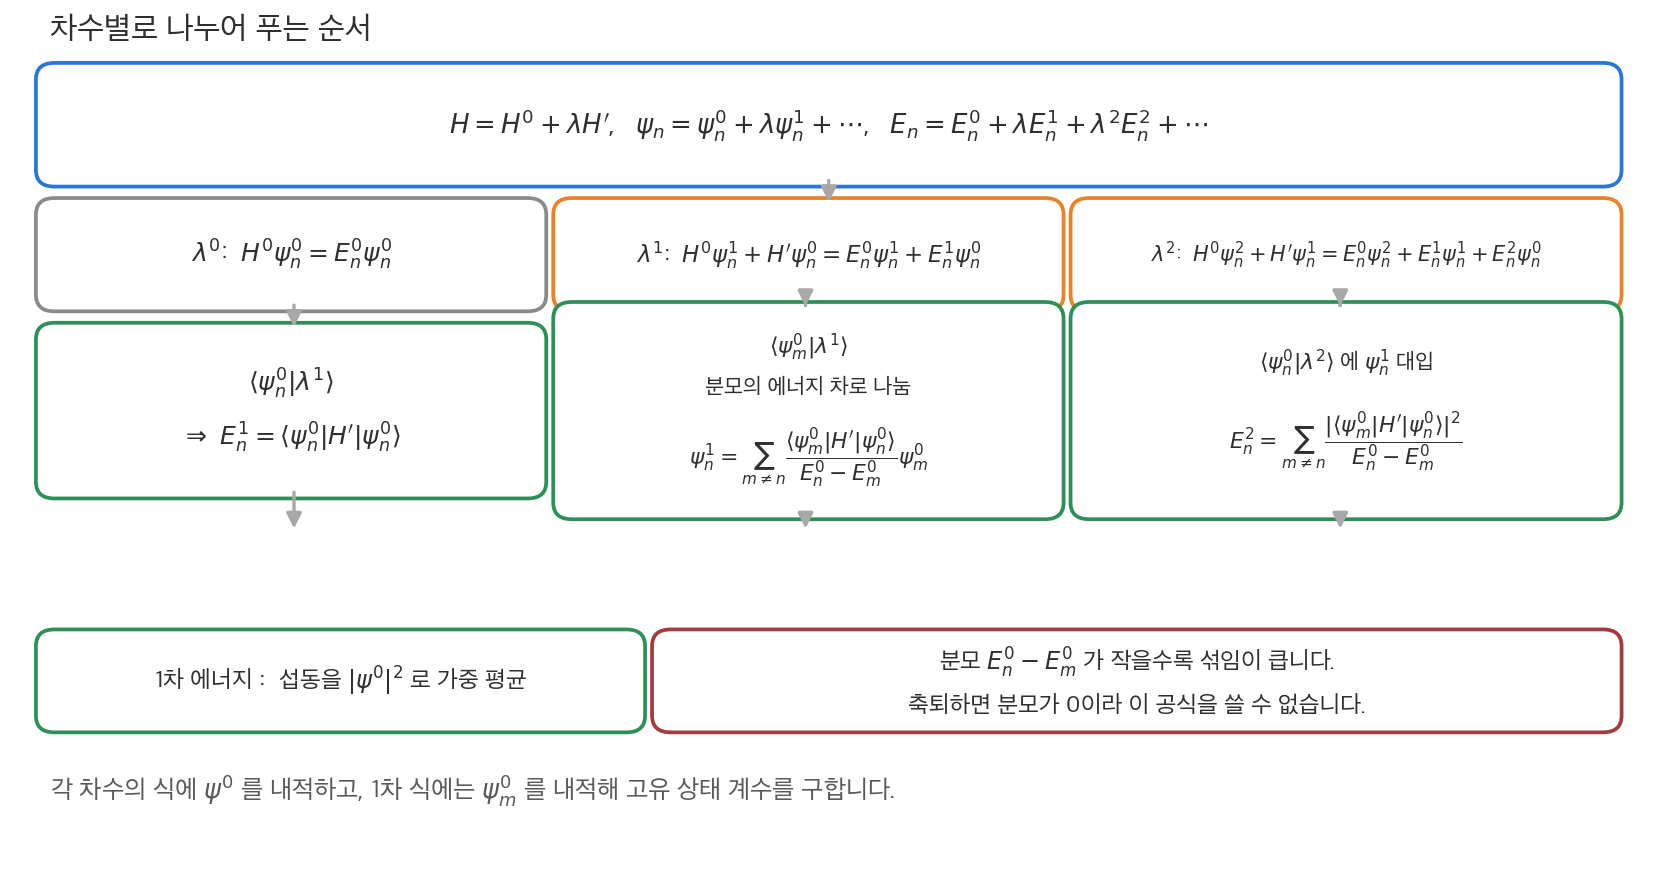 차수별로 나누어 푸는 순서
H = H⁰ + λH′,  ψₙ = ψₙ⁰ + λψₙ¹ + ⋯,  Eₙ = Eₙ⁰ + λEₙ¹ + λ²Eₙ² + ⋯
λ⁰: H⁰ψₙ⁰ = Eₙ⁰ψₙ⁰
λ¹: H⁰ψₙ¹ + H′ψₙ⁰ = Eₙ⁰ψₙ¹ + Eₙ¹ψₙ⁰
λ²: H⁰ψₙ² + H′ψₙ¹ = Eₙ⁰ψₙ² + Eₙ¹ψₙ¹ + Eₙ²ψₙ⁰
⟨ψₙ⁰|λ¹⟩
⇒ Eₙ¹ = ⟨ψₙ⁰|H′|ψₙ⁰⟩
⟨ψₘ⁰|λ¹⟩
분모의 에너지 차로 나눔
ψₙ¹ = ∑_{m≠n} ⟨ψₘ⁰|H′|ψₙ⁰⟩ / (Eₙ⁰ − Eₘ⁰) ψₘ⁰
⟨ψₙ⁰|λ²⟩ 에 ψₙ¹ 대입
Eₙ² = ∑_{m≠n} |⟨ψₘ⁰|H′|ψₙ⁰⟩|² / (Eₙ⁰ − Eₘ⁰)
1차 에너지 : 섭동을 |ψ⁰|² 로 가중 평균
분모 Eₙ⁰ − Eₘ⁰ 가 작을수록 섞임이 큽니다.
축퇴하면 분모가 0이라 이 공식을 쓸 수 없습니다.
각 차수의 식에 ψ⁰ 를 내적하고, 1차 식에는 ψₘ⁰ 를 내적해 고유 상태 계수를 구합니다.